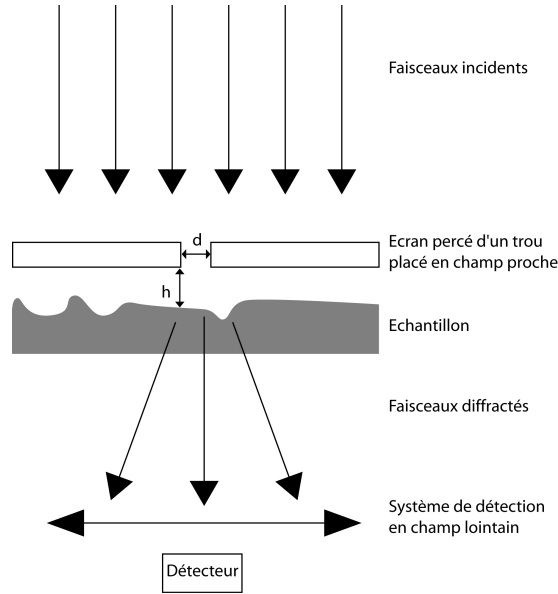 Faisceaux incidents
d
Ecran percé d'un trou
placé en champ proche
h
Echantillon
Faisceaux diffractés
Système de détection
en champ lointain
Détecteur